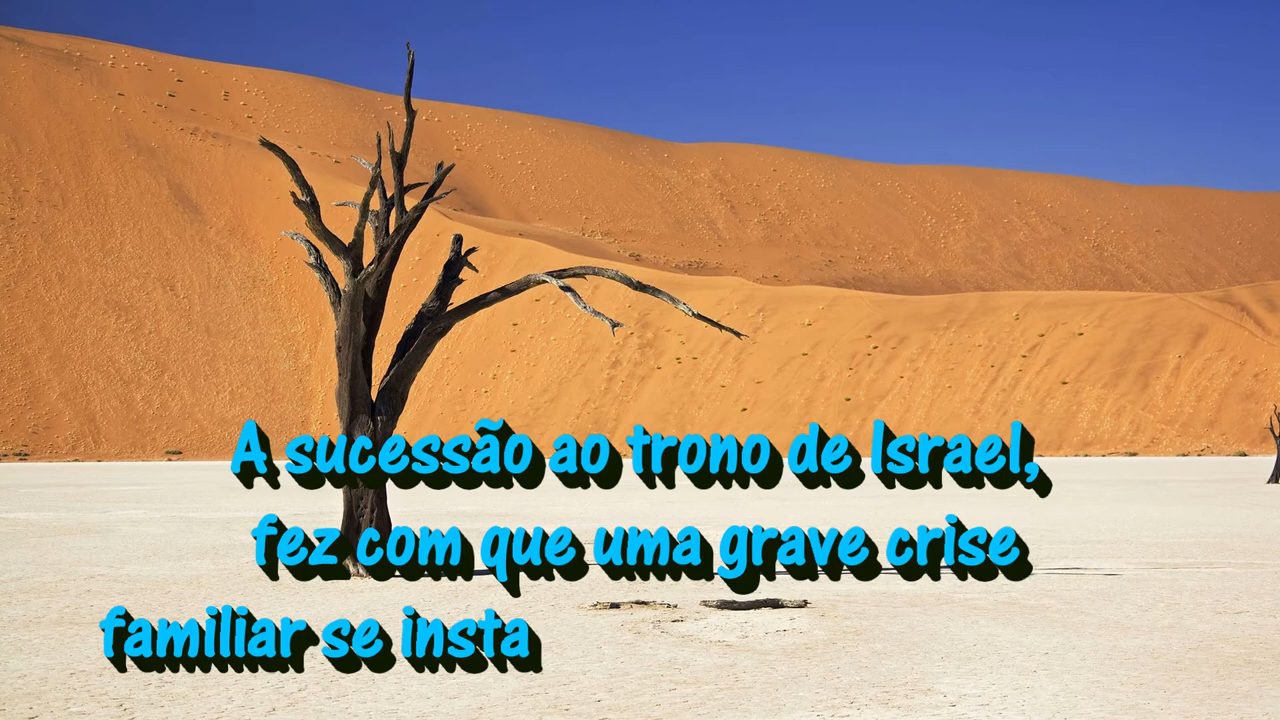 A sucessão ao trono de Israel,
fez com que uma grave crise
familiar se insta